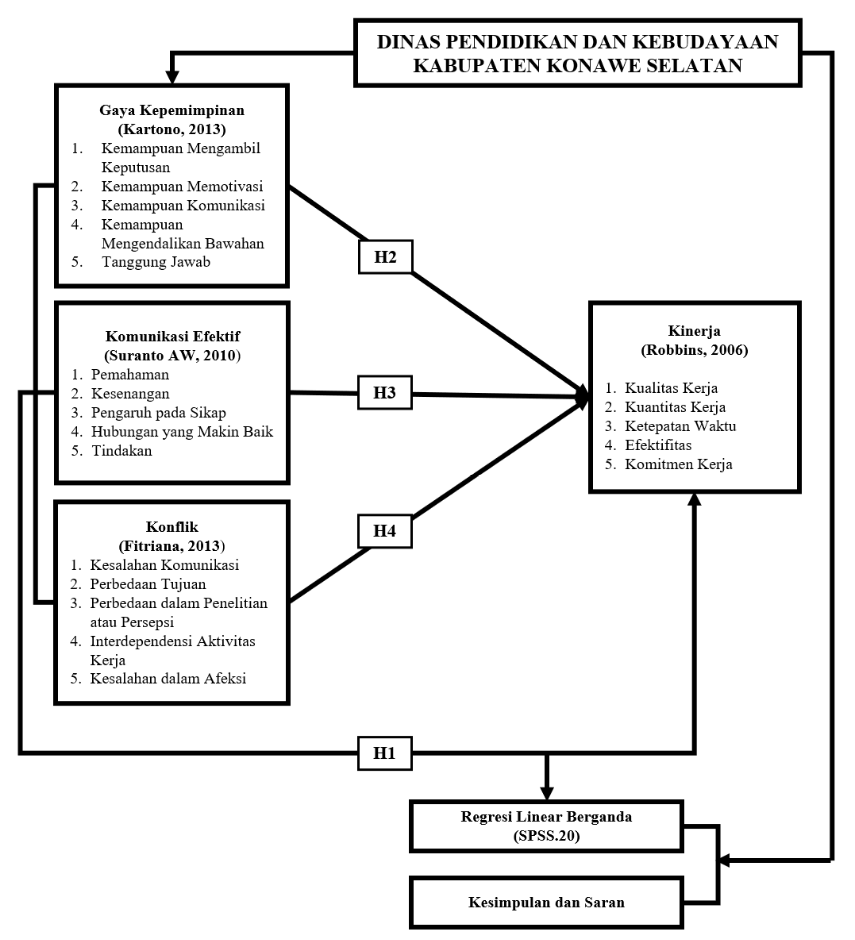 DINAS PENDIDIKAN DAN KEBUDAYAAN
KABUPATEN KONAWE SELATAN
Gaya Kepemimpinan
(Kartono, 2013)
1. Kemampuan Mengambil
Keputusan
2. Kemampuan Memotivasi
3. Kemampuan Komunikasi
4. Kemampuan
Mengendalikan Bawahan
5. Tanggung Jawab
H2
Komunikasi Efektif
(Suranto AW, 2010)
1. Pemahaman
2. Kesenangan
3. Pengaruh pada Sikap
4. Hubungan yang Makin Baik
5. Tindakan
H3
Kinerja
(Robbins, 2006)
1. Kualitas Kerja
2. Kuantitas Kerja
3. Ketepatan Waktu
4. Efektifitas
5. Komitmen Kerja
Konflik
(Fitriana, 2013)
1. Kesalahan Komunikasi
2. Perbedaan Tujuan
3. Perbedaan dalam Penelitian
atau Persepsi
4. Interdependensi Aktivitas
Kerja
5. Kesalahan dalam Afeksi
H4
H1
Regresi Linear Berganda
(SPSS.20)
Kesimpulan dan Saran